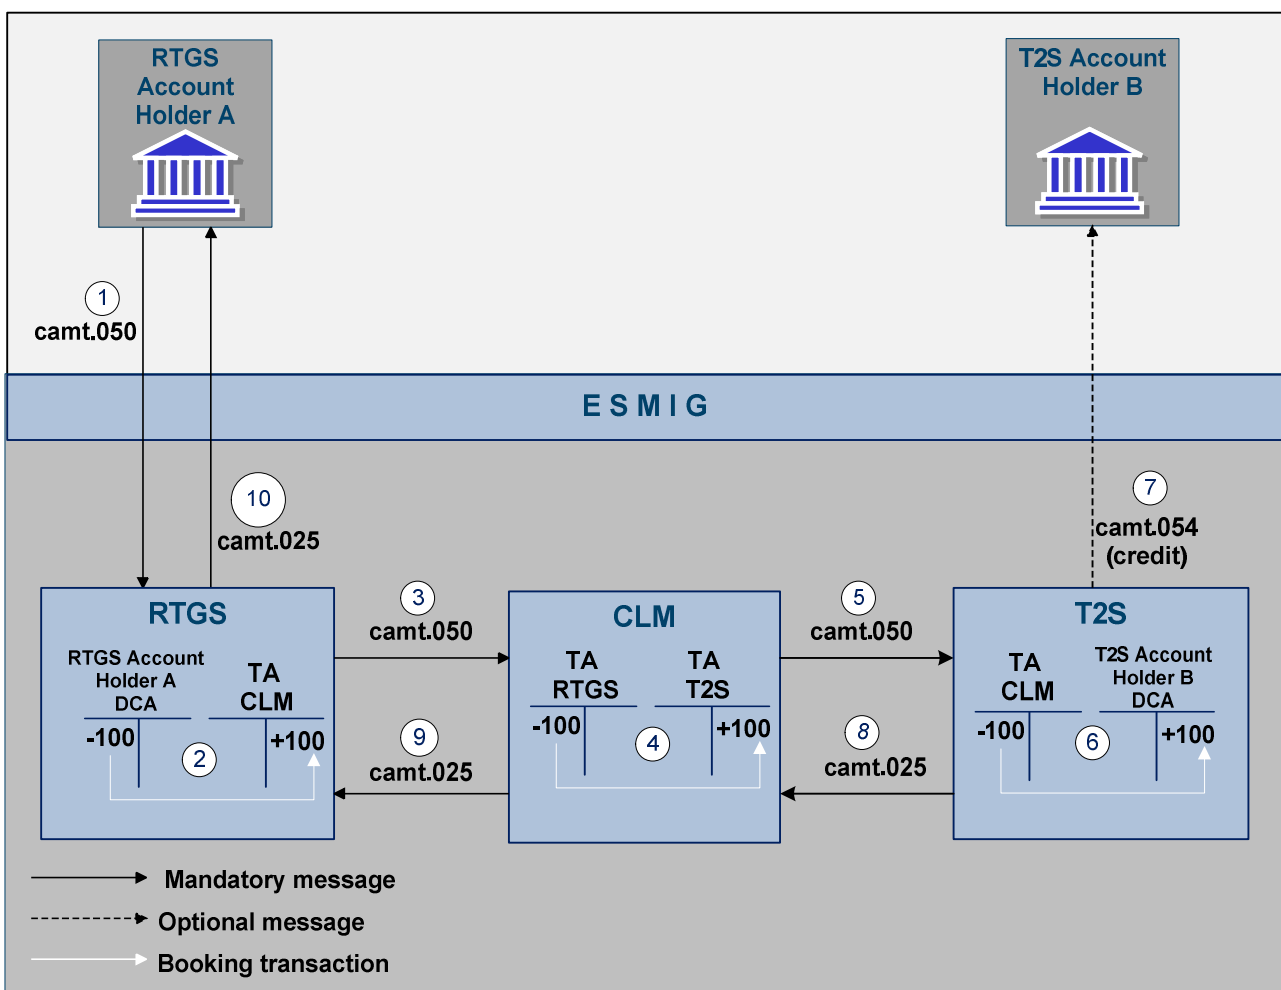 RTGS
Account
Holder A
T2S Account
Holder B
1
camt.050
E S M I G
10
camt.025
7
camt.054
(credit)
RTGS
RTGS Account
Holder A
DCA
TA
CLM
-100
+100
2
3
camt.050
9
camt.025
CLM
TA
RTGS
TA
T2S
-100
+100
4
5
camt.050
8
camt.025
T2S
TA
CLM
T2S Account
Holder B
DCA
-100
+100
6
Mandatory message
Optional message
Booking transaction